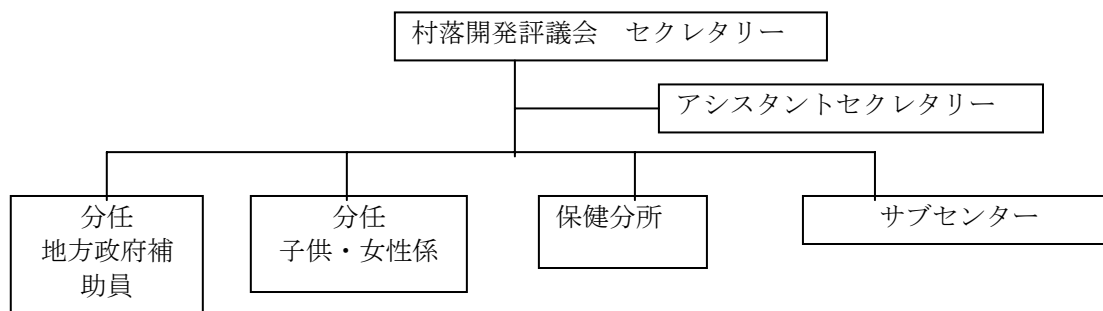 村落開発評議会　セクレタリー
アシスタントセクレタリー
分任
地方政府補
助員
分任
子供・女性係
保健分所
サブセンター